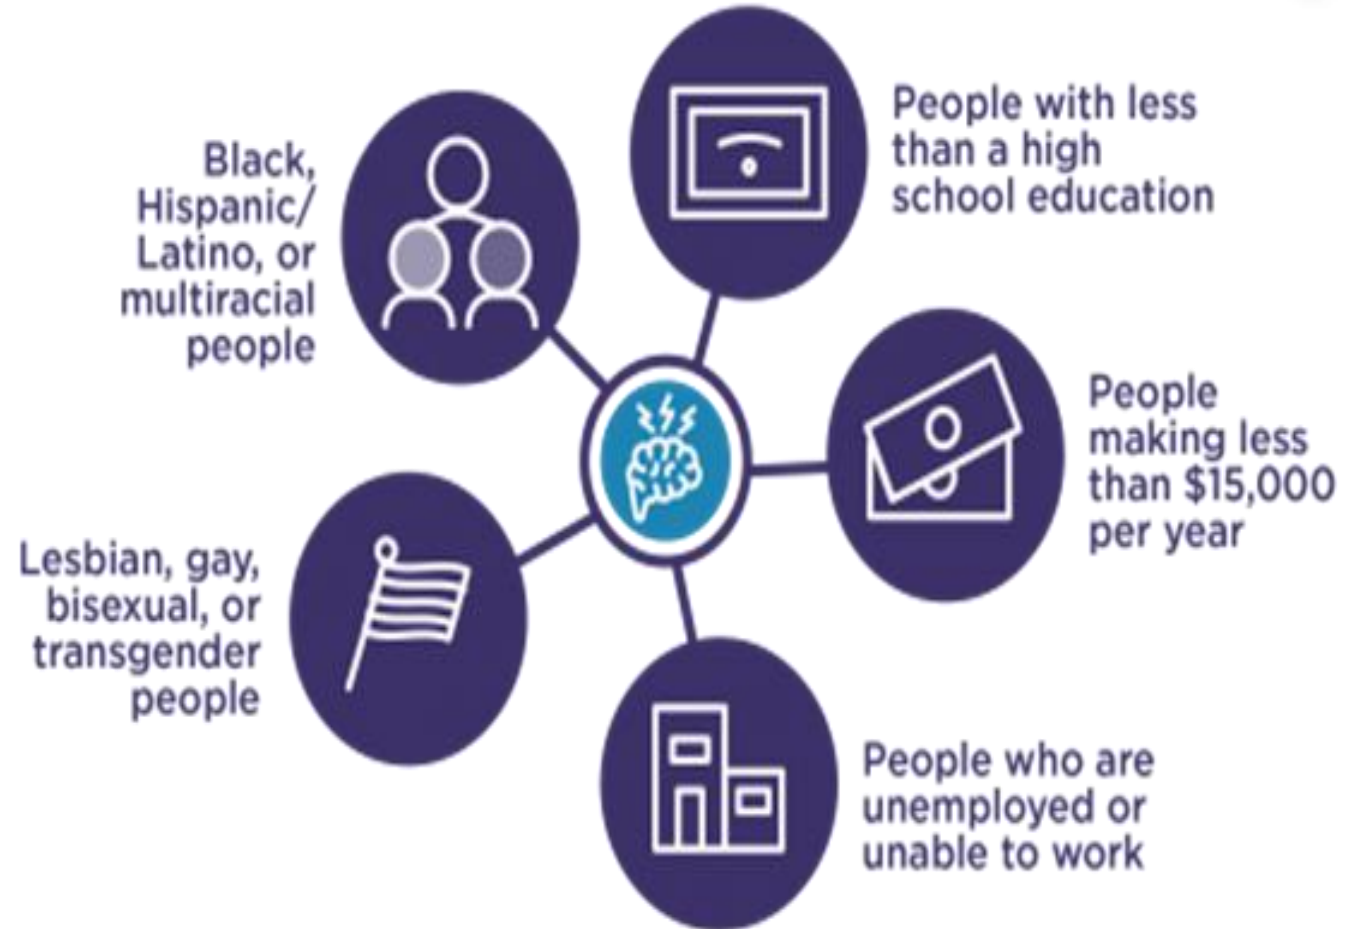 Black,
Hispanic/
Latino, or
multiracial
people
People with less
than a high
school education
People
making less
than $15,000
per year
Lesbian, gay,
bisexual, or
transgender
people
People who are
unemployed or
unable to work